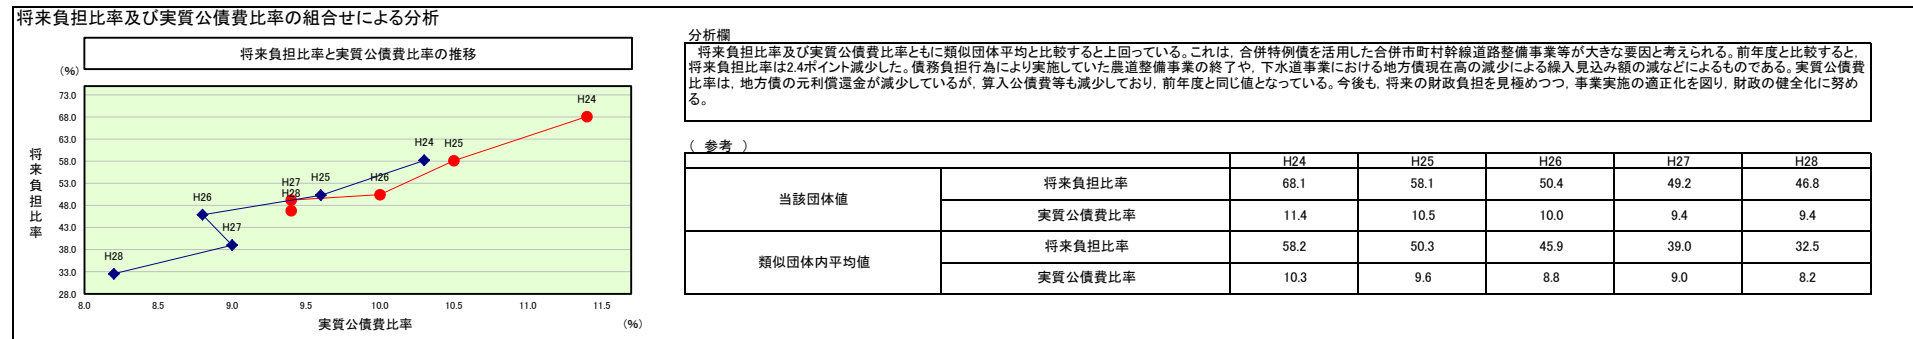 将来負担比率及び実質公債費比率の組合せによる分析
将来負担比率と実質公債費比率の推移
(%)
73.0
68.0
63.0
58.0
53.0
48.0
43.0
38.0
33.0
28.0
将来負担比率
H24
H25
H26
H27
H28
H24
H25
H26
H27
H28
8.0 8.5 9.0 9.5 10.0 10.5 11.0 11.5
実質公債費比率
(%)
分析欄
将来負担比率及び実質公債費比率ともに類似団体平均と比較すると上回っている。これは，合併特例債を活用した合併市町村幹線道路整備事業等が大きな要因と考えられる。前年度と比較すると，
将来負担比率は2.4ポイント減少した。債務負担行為により実施していた農道整備事業の終了や，下水道事業における地方債現在高の減少による繰入見込み額の減などによるものである。実質公債費
比率は，地方債の元利償還金が減少しているが，算入公債費等も減少しており，前年度と同じ値となっている。今後も，将来の財政負担を見極めつつ，事業実施の適正化を図り，財政の健全化に努め
る。
（ 参考 ）
H24 H25 H26 H27 H28
当該団体値
将来負担比率 68.1 58.1 50.4 49.2 46.8
実質公債費比率 11.4 10.5 10.0 9.4 9.4
類似団体内平均値
将来負担比率 58.2 50.3 45.9 39.0 32.5
実質公債費比率 10.3 9.6 8.8 9.0 8.2